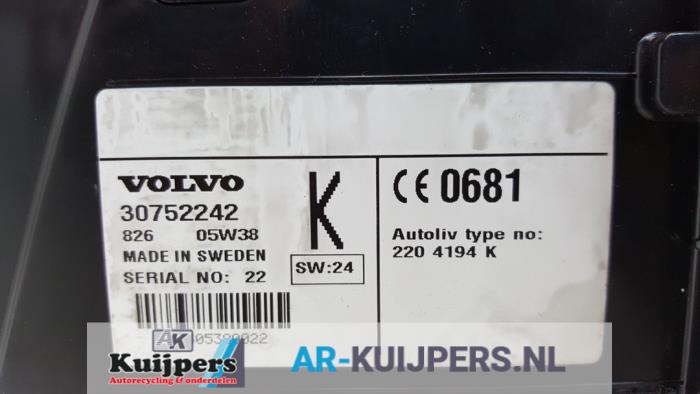 VOLVO
30752242
826 05W38
MADE IN SWEDEN
SERIAL NO: 22
K
SW:24
CE 0681
Autoliv type no:
220 4194 K
AK
Kuijpers
Autorecycling & onderdelen
AR-KUIJPERS.NL